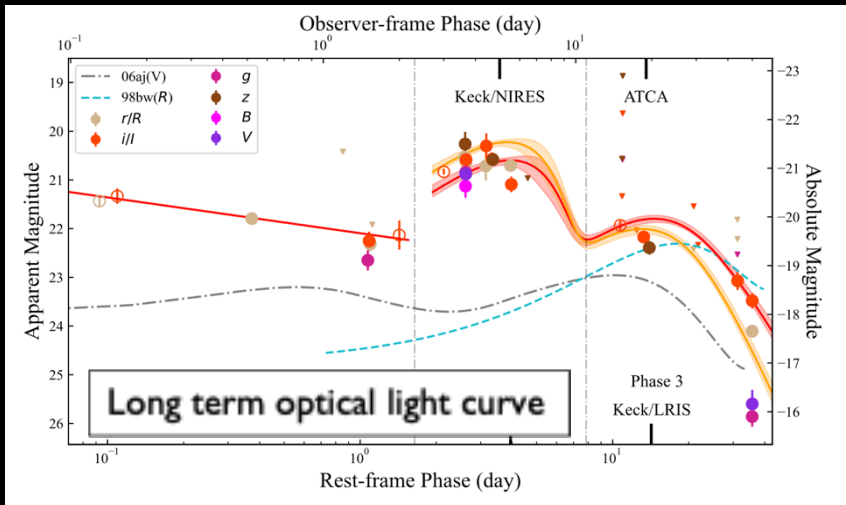 Observer-frame Phase (day)
10⁻¹ 10⁰ 10¹
19
20
21
22
23
24
25
26
Apparent Magnitude
06aj(V)
98bw(R)
r/R
i/I
g
z
B
V
Keck/NIRES
ATCA
Phase 3
Keck/LRIS
Long term optical light curve
-23
-22
-21
-20
-19
-18
-17
-16
Absolute Magnitude
10⁻¹ 10⁰ 10¹
Rest-frame Phase (day)